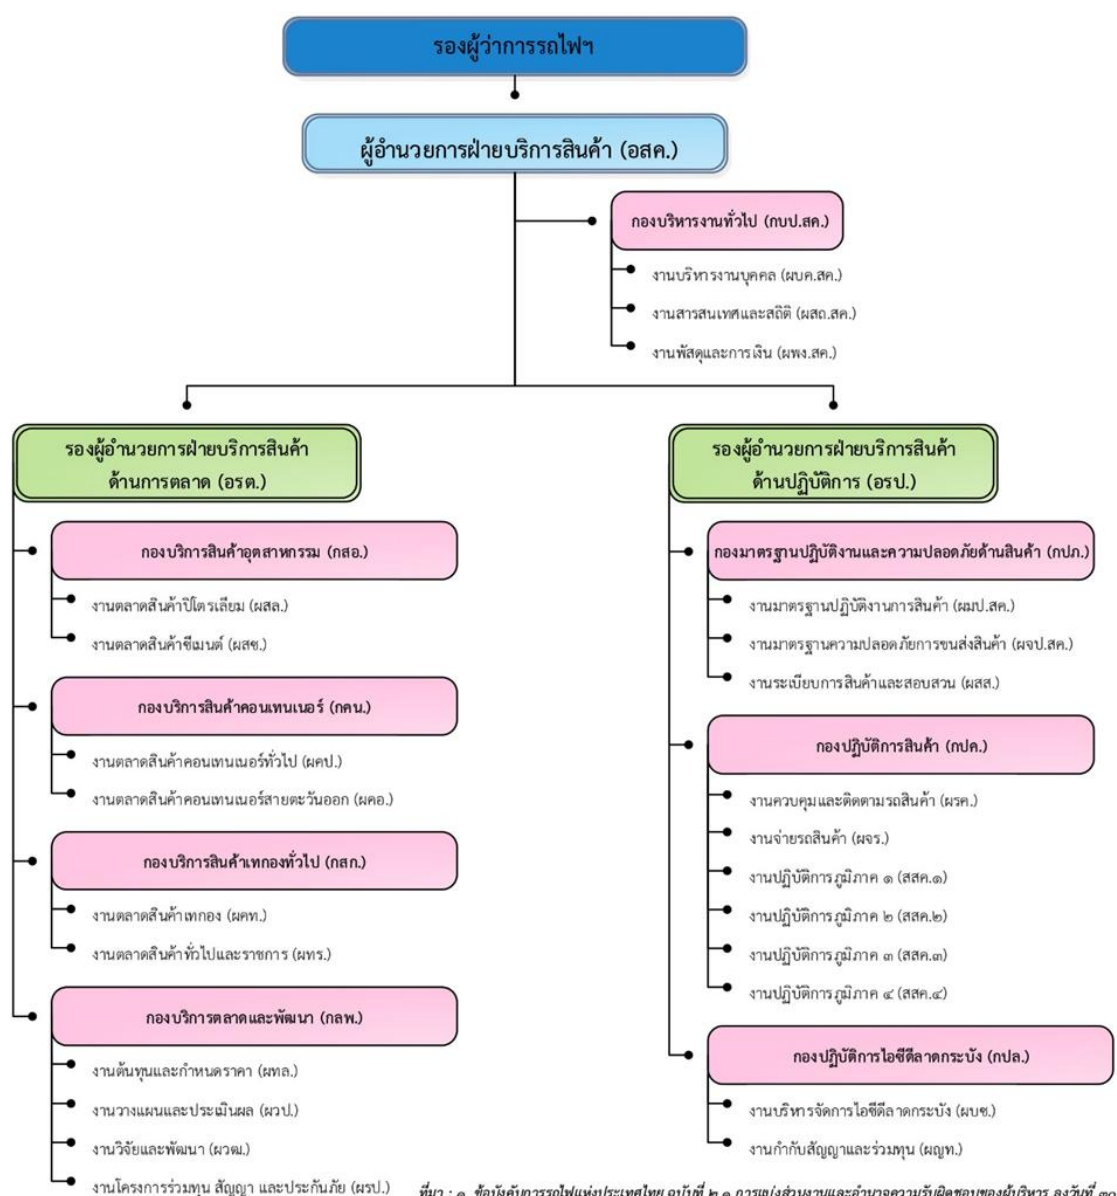 รองผู้ว่าการรถไฟฯ
ผู้อำนวยการฝ่ายบริการสินค้า (อสค.)
กองบริหารงานทั่วไป (กบป.สค.)
งานบริหารงานบุคคล (ผบค.สค.)
งานสารสนเทศและสถิติ (ผสถ.สค.)
งานพัสดุและการเงิน (ผพง.สค.)
รองผู้อำนวยการฝ่ายบริการสินค้า
ด้านการตลาด (อรต.)
กองบริการสินค้าอุตสาหกรรม (กสอ.)
งานตลาดสินค้าปิโตรเลียม (ผสล.)
งานตลาดสินค้าซีเมนต์ (ผสซ.)
กองบริการสินค้าคอนเทนเนอร์ (กคน.)
งานตลาดสินค้าคอนเทนเนอร์ทั่วไป (ผคป.)
งานตลาดสินค้าคอนเทนเนอร์สายตะวันออก (ผคอ.)
กองบริการสินค้าเทกองทั่วไป (กสก.)
งานตลาดสินค้าเทกอง (ผคท.)
งานตลาดสินค้าทั่วไปและราชการ (ผทร.)
กองบริการตลาดและพัฒนา (กลพ.)
งานต้นทุนและกำหนดราคา (ผทล.)
งานวางแผนและประเมินผล (ผวป.)
งานวิจัยและพัฒนา (ผวฒ.)
งานโครงการร่วมทุน สัญญา และประกันภัย (ผรป.)
รองผู้อำนวยการฝ่ายบริการสินค้า
ด้านปฏิบัติการ (อรป.)
กองมาตรฐานปฏิบัติงานและความปลอดภัยด้านสินค้า (กปภ.)
งานมาตรฐานปฏิบัติงานการสินค้า (ผมป.สค.)
งานมาตรฐานความปลอดภัยการขนส่งสินค้า (ผจป.สค.)
งานระเบียบการสินค้าและสอบสวน (ผสส.)
กองปฏิบัติการสินค้า (กปค.)
งานควบคุมและติดตามรถสินค้า (ผรค.)
งานจ่ายรถสินค้า (ผจร.)
งานปฏิบัติการภูมิภาค ๑ (สสค.๑)
งานปฏิบัติการภูมิภาค ๒ (สสค.๒)
งานปฏิบัติการภูมิภาค ๓ (สสค.๓)
งานปฏิบัติการภูมิภาค ๔ (สสค.๔)
กองปฏิบัติการไอซีดีลาดกระบัง (กปล.)
งานบริหารจัดการไอซีดีลาดกระบัง (ผบซ.)
งานกำกับสัญญาและร่วมทุน (ผญท.)
ที่มา : ๑. ข้อบังคับการรถไฟแห่งประเทศไทย ฉบับที่ ๒.๑ การแบ่งส่วนงานและอำนาจความรับผิดชอบของผู้บริหาร ลงวันที่